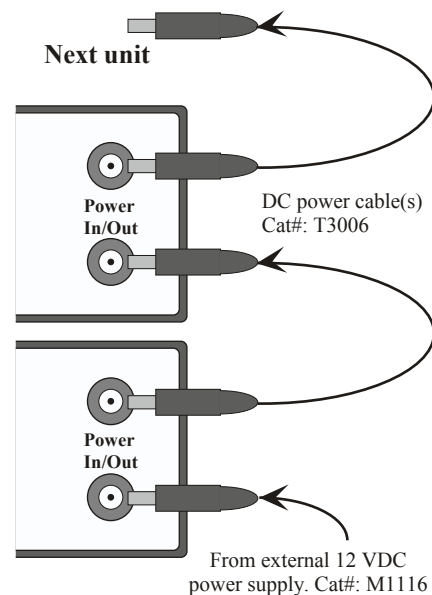 Next unit
Power
In/Out
DC power cable(s)
Cat#: T3006
Power
In/Out
From external 12 VDC
power supply. Cat#: M1116